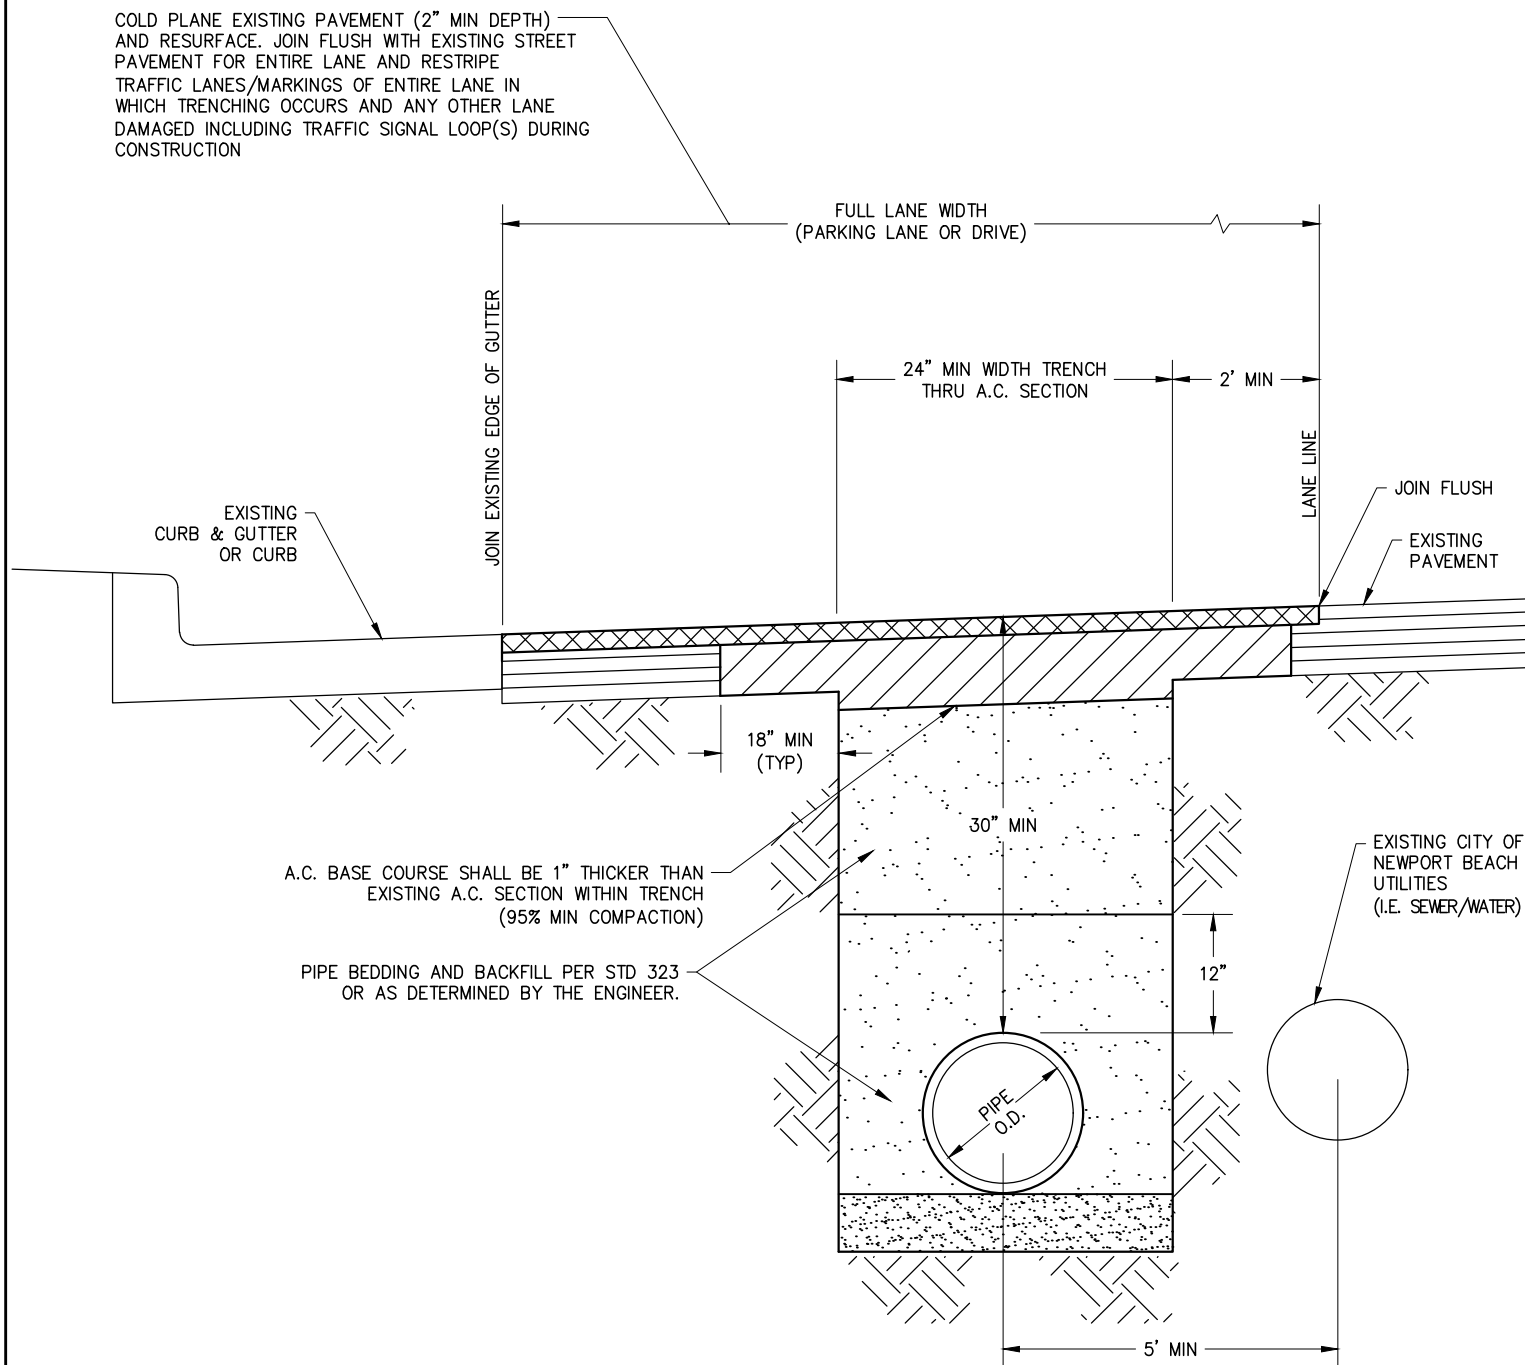 COLD PLANE EXISTING PAVEMENT (2" MIN DEPTH)
AND RESURFACE. JOIN FLUSH WITH EXISTING STREET
PAVEMENT FOR ENTIRE LANE AND RESTRIPE
TRAFFIC LANES/MARKINGS OF ENTIRE LANE IN
WHICH TRENCHING OCCURS AND ANY OTHER LANE
DAMAGED INCLUDING TRAFFIC SIGNAL LOOP(S) DURING
CONSTRUCTION
FULL LANE WIDTH
(PARKING LANE OR DRIVE)
JOIN EXISTING EDGE OF GUTTER
24" MIN WIDTH TRENCH
THRU A.C. SECTION
2' MIN
LANE LINE
JOIN FLUSH
EXISTING
PAVEMENT
EXISTING
CURB & GUTTER
OR CURB
18" MIN
(TYP)
30" MIN
A.C. BASE COURSE SHALL BE 1" THICKER THAN
EXISTING A.C. SECTION WITHIN TRENCH
(95% MIN COMPACTION)
EXISTING CITY OF
NEWPORT BEACH
UTILITIES
(I.E. SEWER/WATER)
PIPE BEDDING AND BACKFILL PER STD 323
OR AS DETERMINED BY THE ENGINEER.
12"
PIPE
O.D.
5' MIN